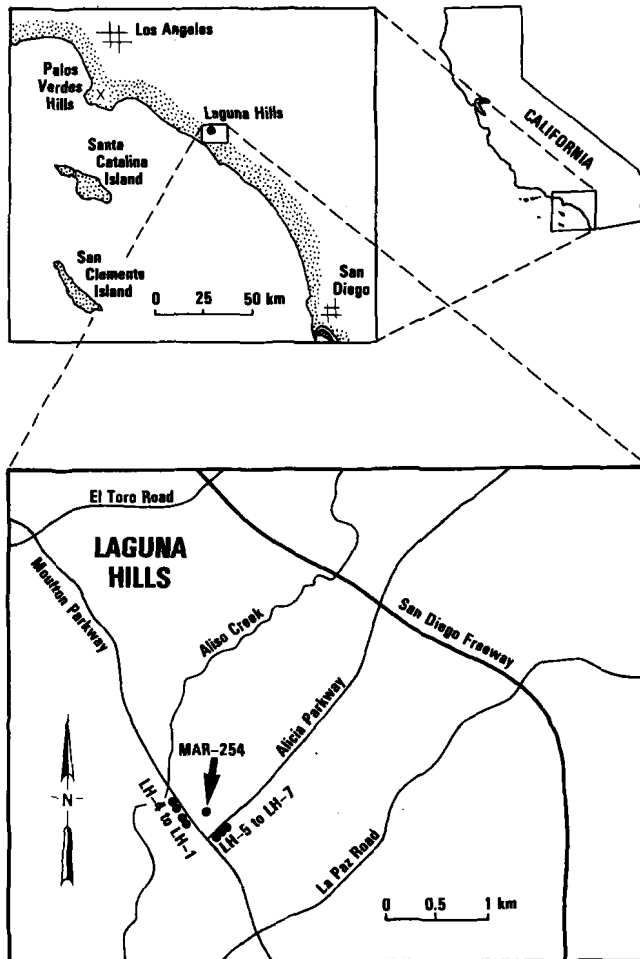 Los Angeles
Palos
Verdes
Hills
X
Laguna Hills
Santa
Catalina
Island
San
Clemente
Island
San
Diego
0 25 50 km
CALIFORNIA
El Toro Road
LAGUNA
HILLS
Moulton Parkway
Aliso Creek
San Diego Freeway
Alicia Parkway
MAR-254
N
LH-4 to LH-1
LH-5 to LH-7
La Paz Road
0 0.5 1 km